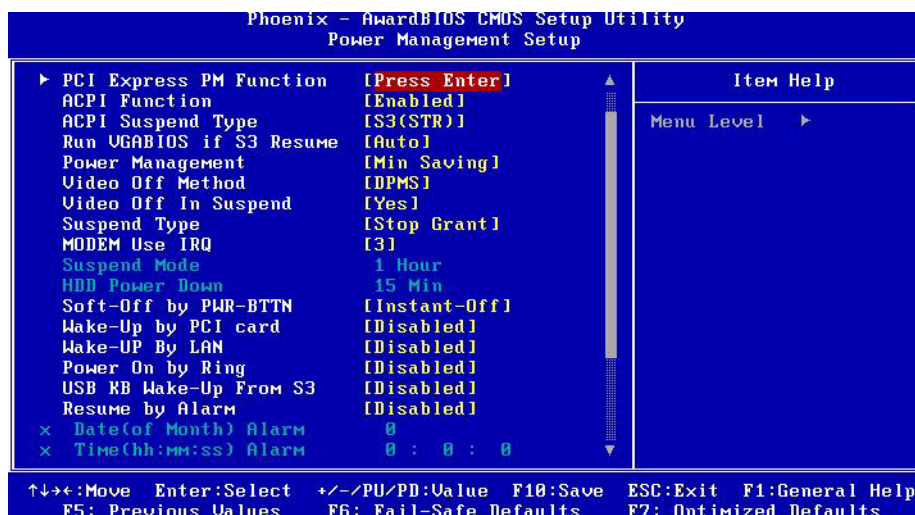 Phoenix - AwardBIOS CMOS Setup Utility
Power Management Setup
PCI Express PM Function [Press Enter]
ACPI Function [Enabled]
ACPI Suspend Type [S3(STR)]
Run VGABIOS if S3 Resume [Auto]
Power Management [Min Saving]
Video Off Method [DPMS]
Video Off In Suspend [Yes]
Suspend Type [Stop Grant]
MODEM Use IRQ [3]
Suspend Mode 1 Hour
HDD Power Down 15 Min
Soft-Off by PWR-BTTN [Instant-Off]
Wake-Up by PCI card [Disabled]
Wake-UP By LAN [Disabled]
Power On by Ring [Disabled]
USB KB Wake-Up From S3 [Disabled]
Resume by Alarm [Disabled]
x Date(of Month) Alarm 0
x Time(hh:mm:ss) Alarm 0 : 0 : 0
Item Help
Menu Level
↑↓→←:Move Enter:Select +/-/PU/PD:Value F10:Save ESC:Exit F1:General Help
F5: Previous Values F6: Fail-Safe Defaults F7: Optimized Defaults